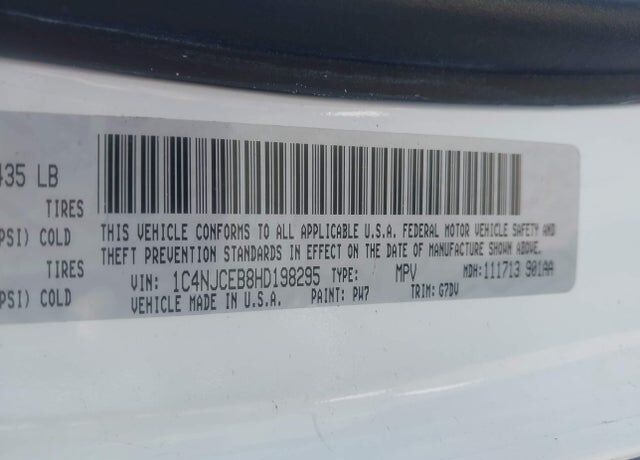 435 LB
TIRES
PSI) COLD
TIRES
PSI) COLD
THIS VEHICLE CONFORMS TO ALL APPLICABLE U.S.A. FEDERAL MOTOR VEHICLE SAFETY AND
THEFT PREVENTION STANDARDS IN EFFECT ON THE DATE OF MANUFACTURE SHOWN ABOVE.
VIN: 1C4NJCEB8HD198295 TYPE: MPV MDH: 111713 901AA
VEHICLE MADE IN U.S.A. PAINT: PW7 TRIM: G7DV